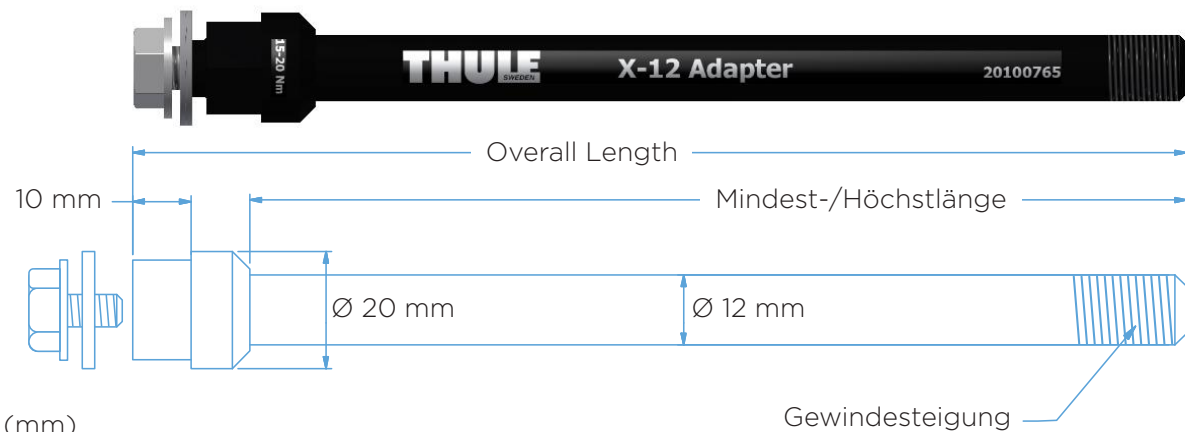 15-20 Nm
THULE
SWEDEN
X-12 Adapter
20100765
Overall Length
10 mm
Mindest-/Höchstlänge
Ø 20 mm
Ø 12 mm
Gewindesteigung
(mm)